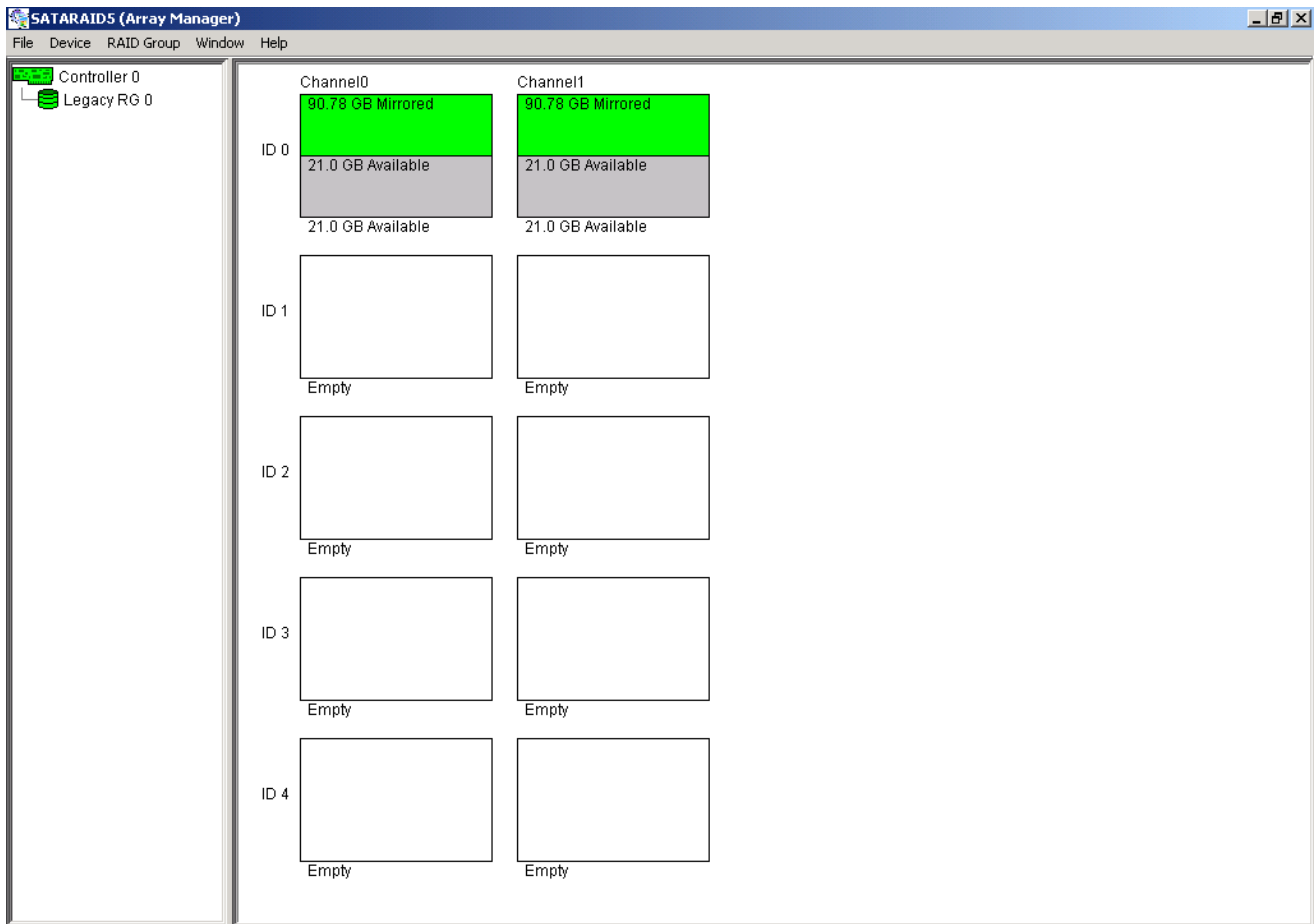 SATARAID5 (Array Manager)
File Device RAID Group Window Help
Controller 0
Legacy RG 0
Channel0 Channel1
90.78 GB Mirrored 90.78 GB Mirrored
ID 0
21.0 GB Available 21.0 GB Available
21.0 GB Available 21.0 GB Available
ID 1
Empty Empty
ID 2
Empty Empty
ID 3
Empty Empty
ID 4
Empty Empty